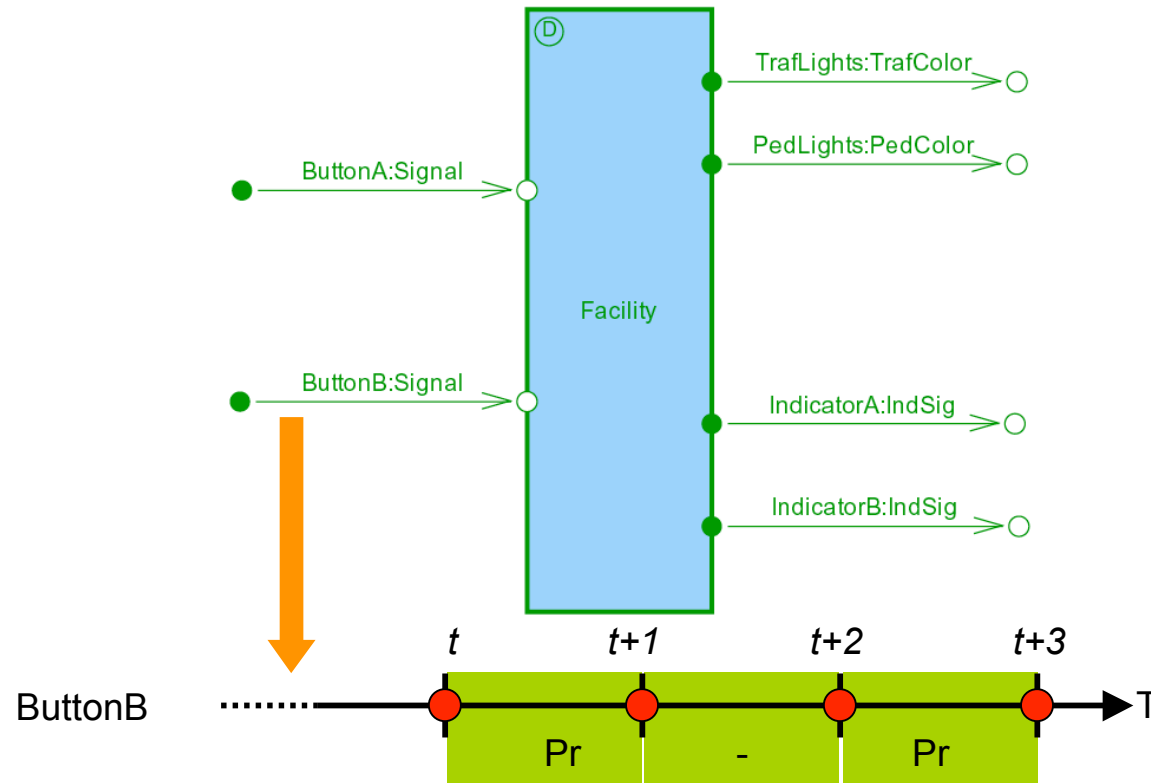 D
TrafLights:TrafColor
PedLights:PedColor
ButtonA:Signal
Facility
ButtonB:Signal
IndicatorA:IndSig
IndicatorB:IndSig
t t+1 t+2 t+3
ButtonB T
Pr - Pr